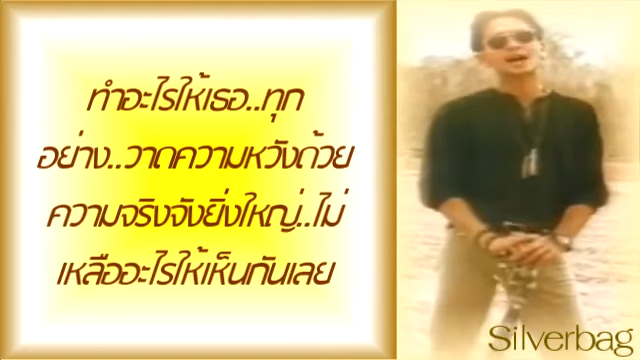 ทำอะไรให้เธอ..ทุก
อย่าง..วาดความหวังด้วย
ความจริงจังยิ่งใหญ่..ไม่
เหลืออะไรให้เห็นกันเลย
Silverbag